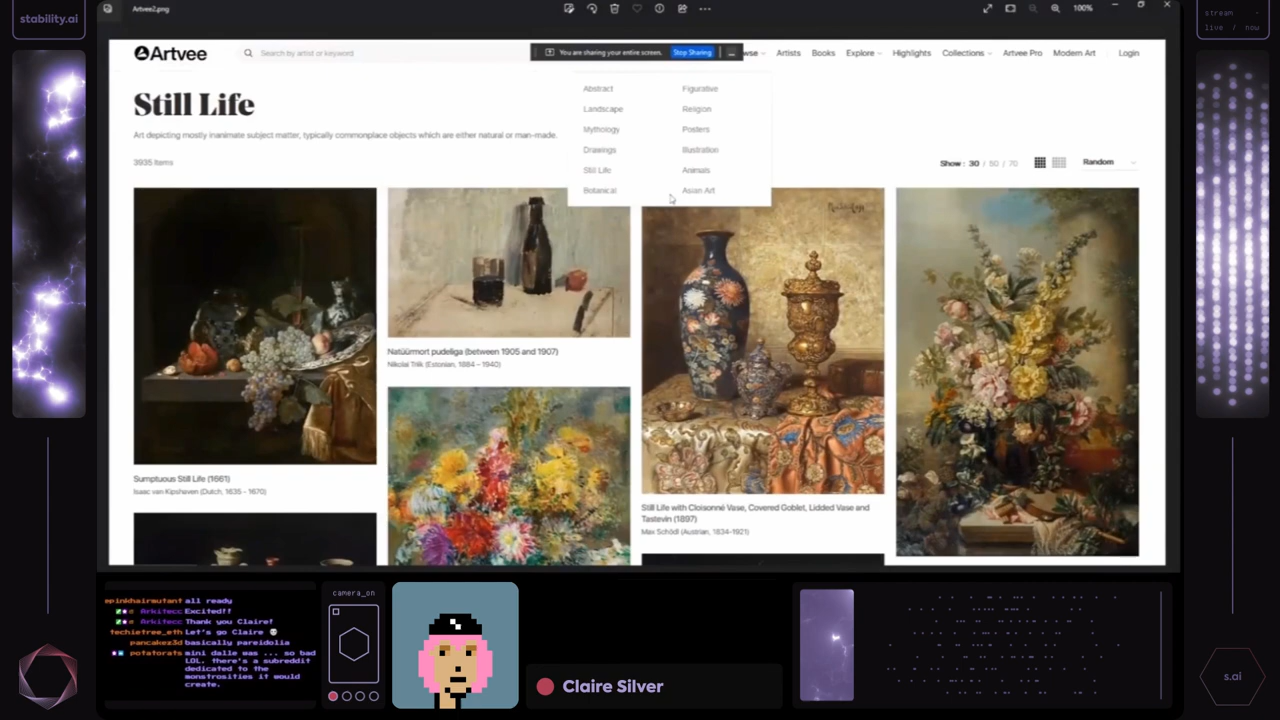 stability.ai
Artvee2.png
100%
stream -
live / now
Artvee
Search by artist or keyword
You are sharing your entire screen. Stop Sharing
wse Artists Books Explore Highlights Collections Artvee Pro Modern Art Login
Abstract Figurative
Landscape Religion
Mythology Posters
Drawings Illustration
Still Life Animals
Botanical Asian Art
Still Life
Art depicting mostly inanimate subject matter, typically commonplace objects which are either natural or man-made.
3935 items
Show : 30 / 50 / 70 Random
Sumptuous Still Life (1661)
Isaac van Kipshaven (Dutch, 1635 - 1670)
Natüürmort pudeliga (between 1905 and 1907)
Nikolai Triik (Estonian, 1884 – 1940)
Still Life with Cloisonné Vase, Covered Goblet, Lidded Vase and
Tastevin (1897)
Max Schödl (Austrian, 1834-1921)
epinkhairmutant all ready
Arkitecc Excited!!
Arkitecc Thank you Claire!
techietree_eth Let's go Claire
pancakez3d basically pareidolia
potatorats mini dalle was ... so bad
LOL. there's a subreddit
dedicated to the
monstrosities it would
create.
camera_on
Claire Silver
s.ai